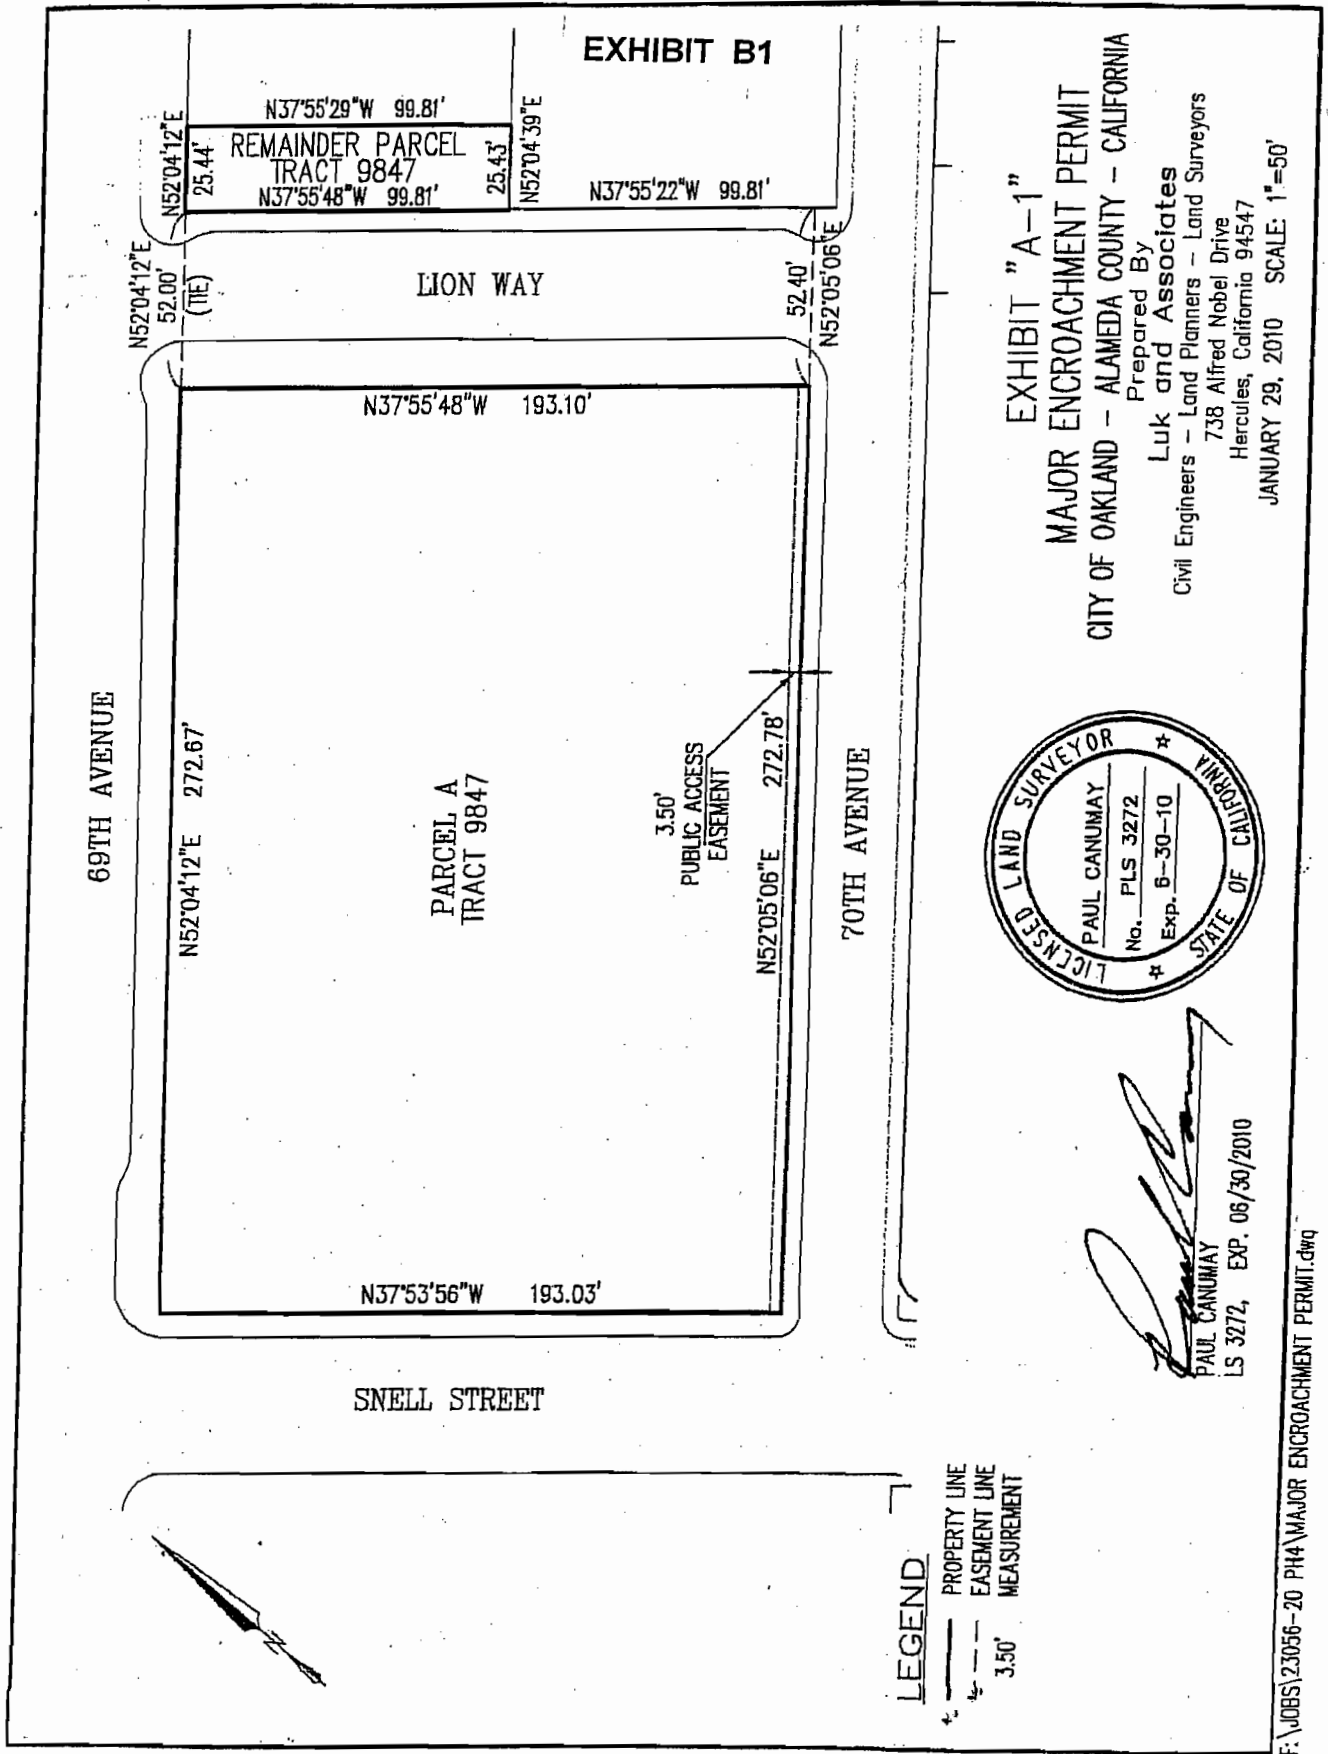 EXHIBIT B1
N37°55'29"W 99.81'
N52°04'12"E
25.44'
REMAINDER PARCEL
TRACT 9847
N37°55'48"W 99.81'
25.43'
N52°04'39"E
N37°55'22"W 99.81'
N52°04'12"E
52.00'
(TIE)
LION WAY
52.40'
N52°05'06"E
N37°55'48"W 193.10'
69TH AVENUE
N52°04'12"E 272.67'
PARCEL A
TRACT 9847
3.50'
PUBLIC ACCESS
EASEMENT
N52°05'06"E 272.78'
70TH AVENUE
N37°53'56"W 193.03'
SNELL STREET
N
LEGEND
PROPERTY LINE
EASEMENT LINE
3.50' MEASUREMENT
EXHIBIT "A-1"
MAJOR ENCROACHMENT PERMIT
CITY OF OAKLAND - ALAMEDA COUNTY - CALIFORNIA
Prepared By
Luk and Associates
Civil Engineers - Land Planners - Land Surveyors
738 Alfred Nobel Drive
Hercules, California 94547
JANUARY 29, 2010 SCALE: 1"=50'
LICENSED LAND SURVEYOR
PAUL CANUMAY
No. PLS 3272
Exp. 6-30-10
STATE OF CALIFORNIA
PAUL CANUMAY
LS 3272, EXP. 06/30/2010
F:\JOBS\23056-20 PH4\MAJOR ENCROACHMENT PERMIT.dwg